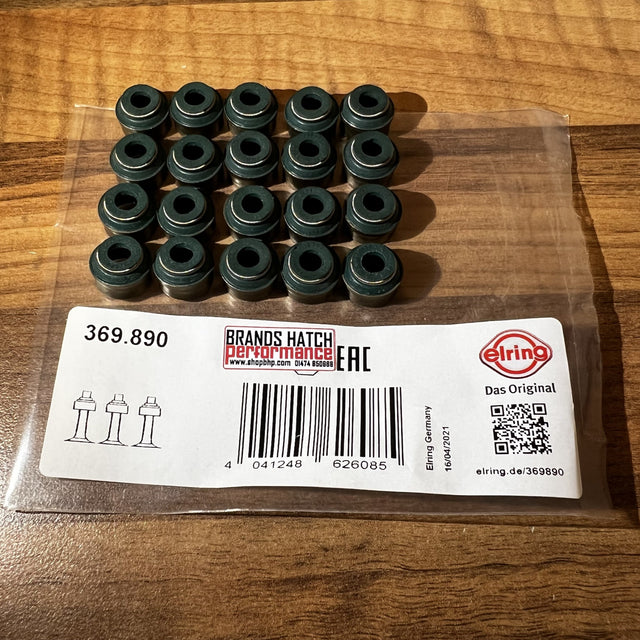 369.890
BRANDS HATCH
performance
www.shopbhp.com 01474 850666
EAC
elring
Das Original
4 041248 626085
Elring Germany
16/04/2021
elring.de/369890